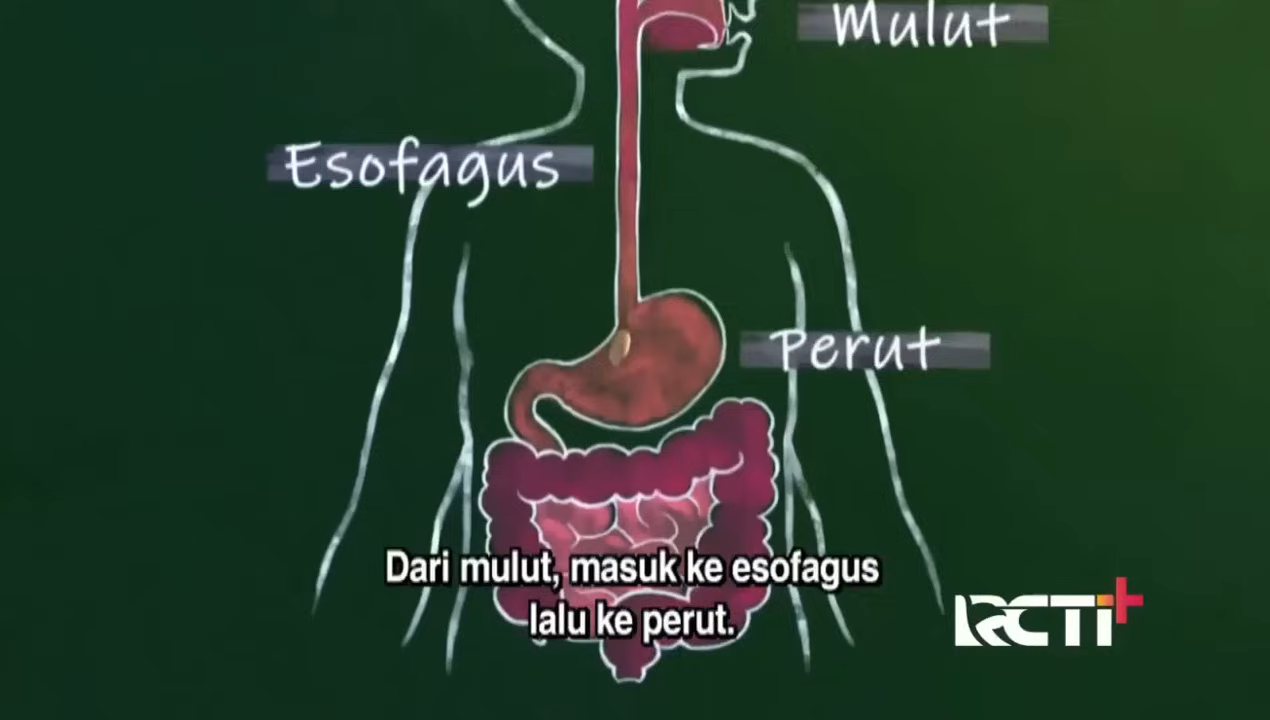 Mulut
Esofagus
Perut
Dari mulut, masuk ke esofagus
lalu ke perut.
RCTI+